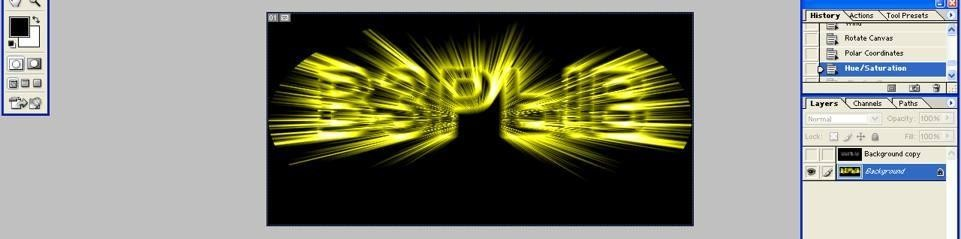 01
History Actions Tool Presets
Wind
Rotate Canvas
Polar Coordinates
Hue/Saturation
Layers Channels Paths
Normal Opacity: 100%
Lock: Fill: 100%
Background copy
Background